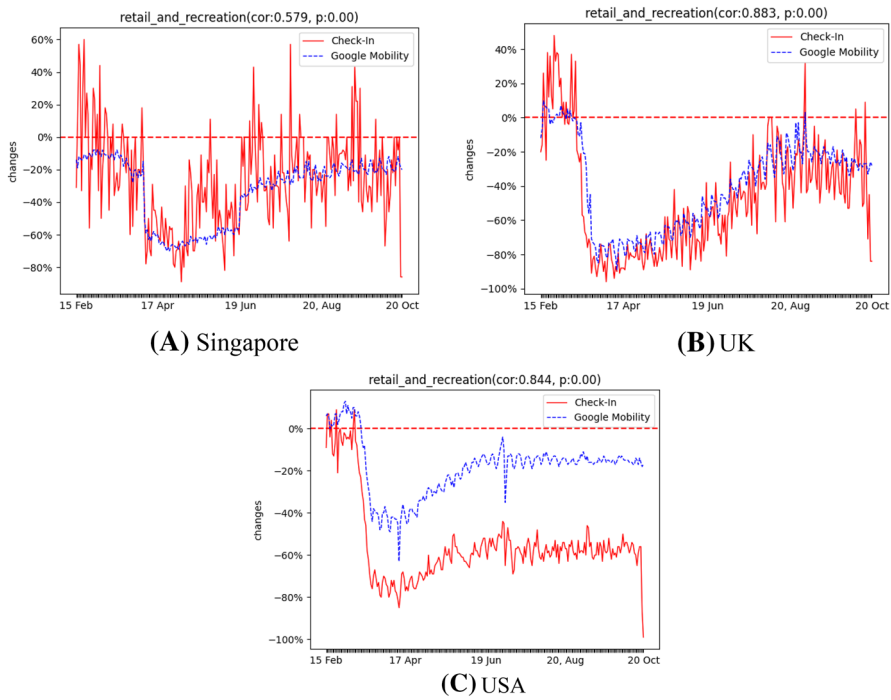 retail_and_recreation(cor:0.579, p:0.00)
Check-In
Google Mobility
60%
40%
20%
0%
−20%
−40%
−60%
−80%
changes
15 Feb
17 Apr
19 Jun
20, Aug
20 Oct
(A) Singapore
retail_and_recreation(cor:0.883, p:0.00)
Check-In
Google Mobility
40%
20%
0%
−20%
−40%
−60%
−80%
−100%
changes
15 Feb
17 Apr
19 Jun
20, Aug
20 Oct
(B) UK
retail_and_recreation(cor:0.844, p:0.00)
Check-In
Google Mobility
0%
−20%
−40%
−60%
−80%
−100%
changes
15 Feb
17 Apr
19 Jun
20, Aug
20 Oct
(C) USA